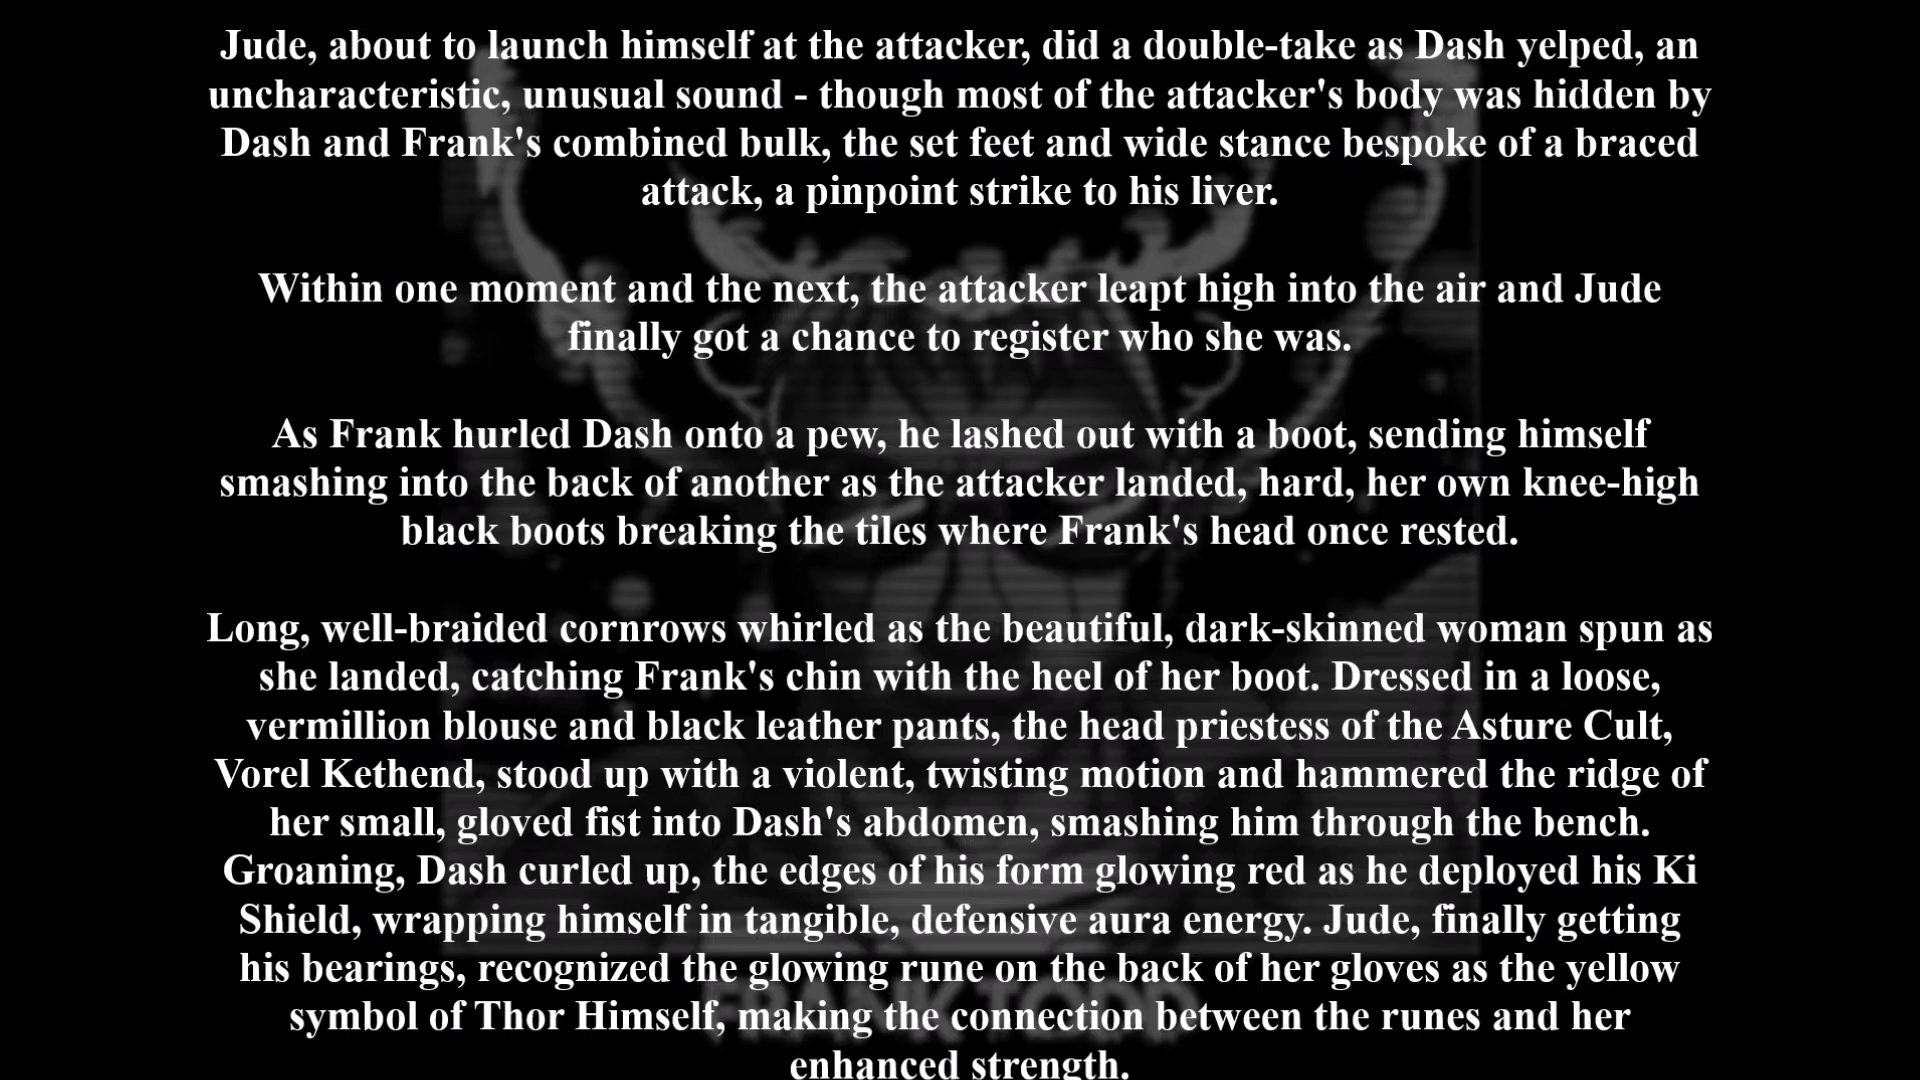 Jude, about to launch himself at the attacker, did a double-take as Dash yelped, an
uncharacteristic, unusual sound - though most of the attacker's body was hidden by
Dash and Frank's combined bulk, the set feet and wide stance bespoke of a braced
attack, a pinpoint strike to his liver.
Within one moment and the next, the attacker leapt high into the air and Jude
finally got a chance to register who she was.
As Frank hurled Dash onto a pew, he lashed out with a boot, sending himself
smashing into the back of another as the attacker landed, hard, her own knee-high
black boots breaking the tiles where Frank's head once rested.
Long, well-braided cornrows whirled as the beautiful, dark-skinned woman spun as
she landed, catching Frank's chin with the heel of her boot. Dressed in a loose,
vermillion blouse and black leather pants, the head priestess of the Asture Cult,
Vorel Kethend, stood up with a violent, twisting motion and hammered the ridge of
her small, gloved fist into Dash's abdomen, smashing him through the bench.
Groaning, Dash curled up, the edges of his form glowing red as he deployed his Ki
Shield, wrapping himself in tangible, defensive aura energy. Jude, finally getting
his bearings, recognized the glowing rune on the back of her gloves as the yellow
symbol of Thor Himself, making the connection between the runes and her
enhanced strength.
FRANK TODD